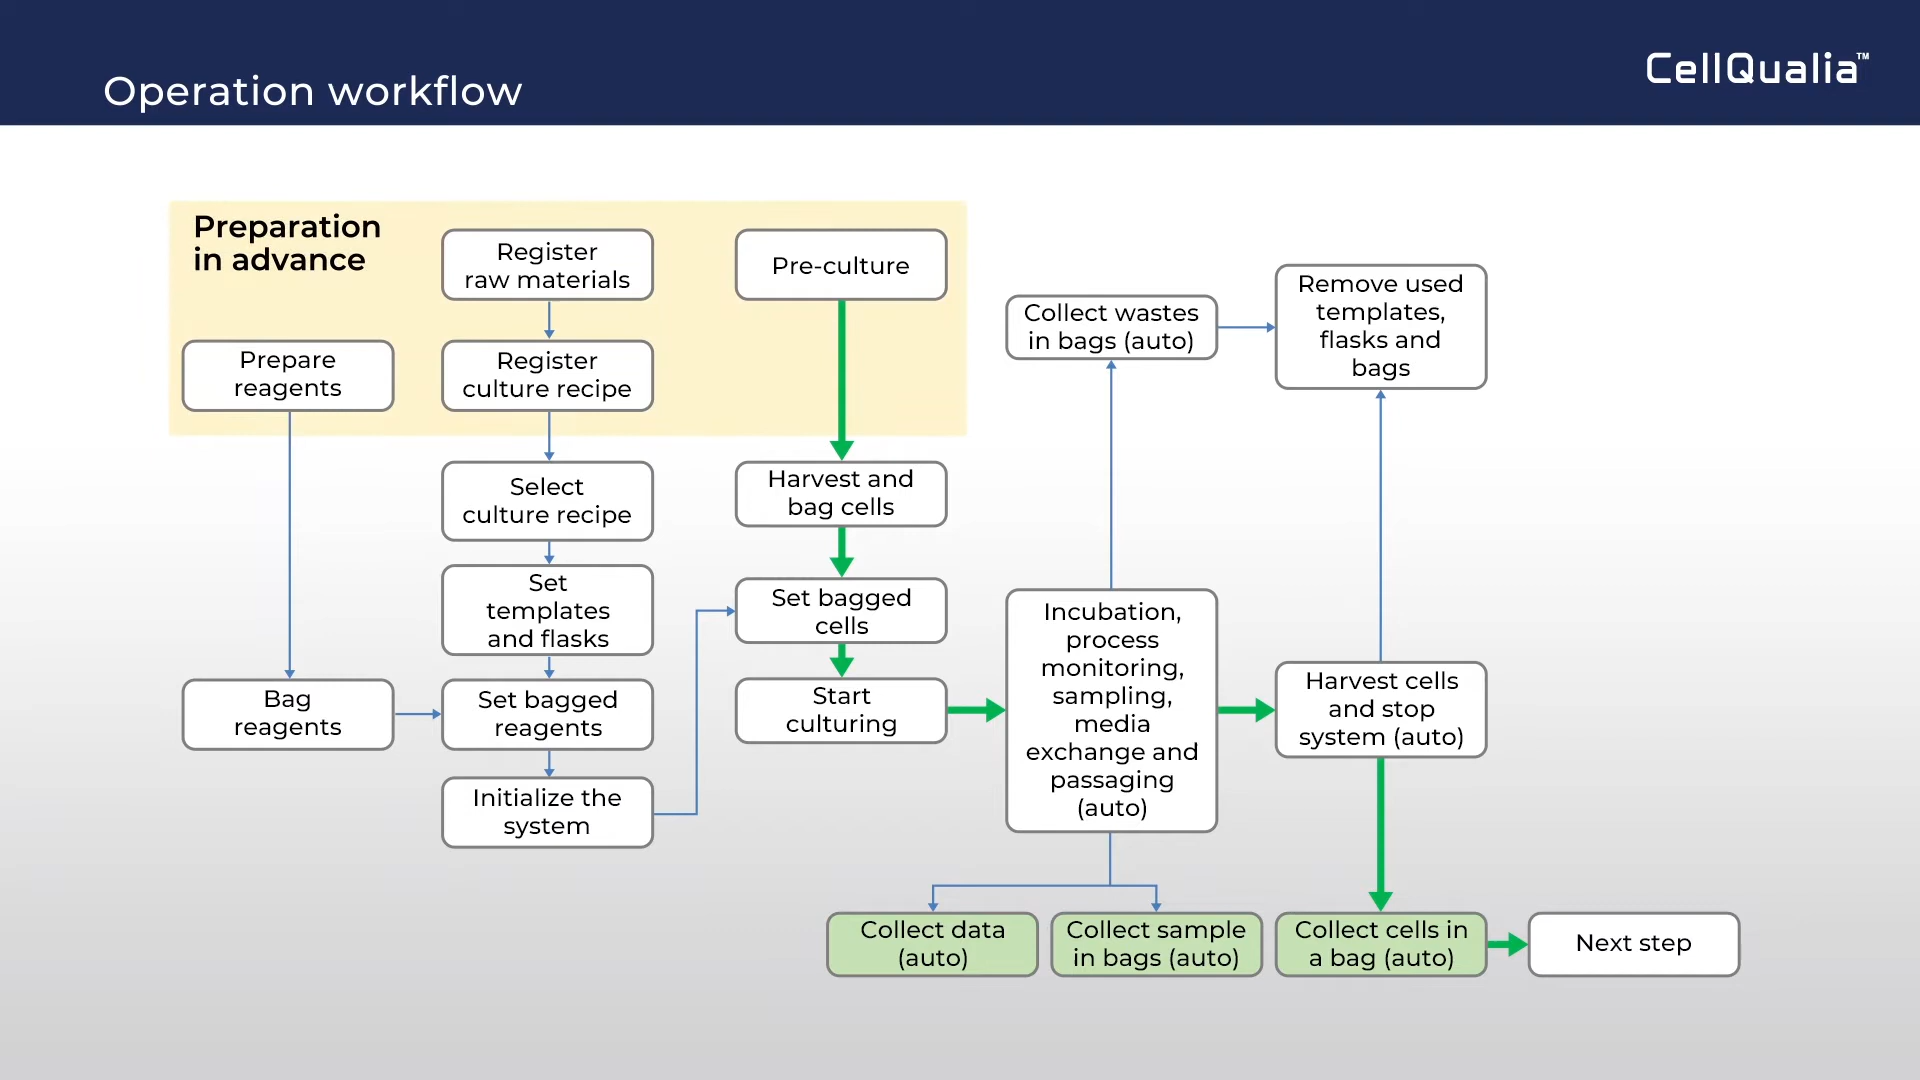 Operation workflow
CellQualia™
Preparation
in advance
Register
raw materials
Pre-culture
Prepare
reagents
Register
culture recipe
Collect wastes
in bags (auto)
Remove used
templates,
flasks and
bags
Select
culture recipe
Harvest and
bag cells
Set
templates
and flasks
Set bagged
cells
Bag
reagents
Set bagged
reagents
Start
culturing
Incubation,
process
monitoring,
sampling,
media
exchange and
passaging
(auto)
Harvest cells
and stop
system (auto)
Initialize the
system
Collect data
(auto)
Collect sample
in bags (auto)
Collect cells in
a bag (auto)
Next step